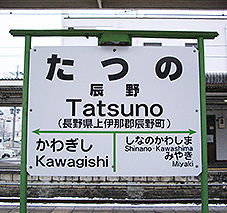 たつの
辰野
Tatsuno
（長野県上伊那郡辰野町）
かわぎし
Kawagishi
しなのかわしま
Shinano-Kawashima
みやき
Miyaki